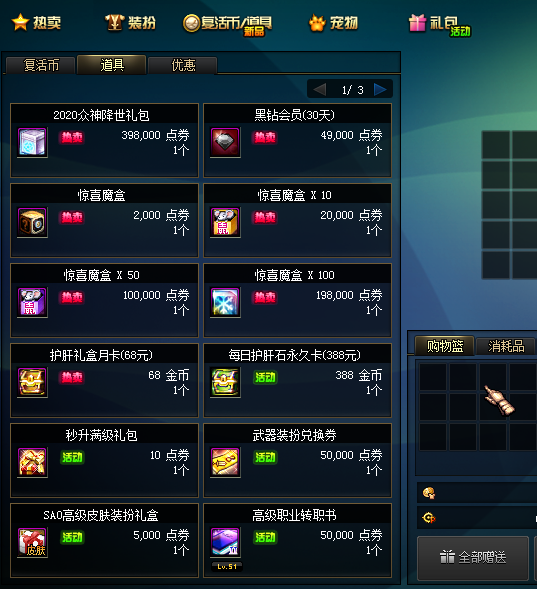 热卖 装扮 复活币/道具 新品 宠物 礼包 活动
复活币 道具 优惠
1/ 3
2020众神降世礼包 黑钻会员(30天)
热卖 398,000 点券 热卖 49,000 点券
1个 1个
惊喜魔盒 惊喜魔盒 X 10
热卖 2,000 点券 热卖 20,000 点券
1个 1个
惊喜魔盒 X 50 惊喜魔盒 X 100
热卖 100,000 点券 热卖 198,000 点券
1个 1个
护肝礼盒月卡(68元) 每日护肝石永久卡(388元)
热卖 68 金币 活动 388 金币
1个 1个
秒升满级礼包 武器装扮兑换券
活动 10 点券 活动 50,000 点券
1个 1个
SAO高级皮肤装扮礼盒 高级职业转职书
皮肤 活动 5,000 点券 活动 50,000 点券
1个 1个
Lv.51
购物篮 消耗品
全部赠送